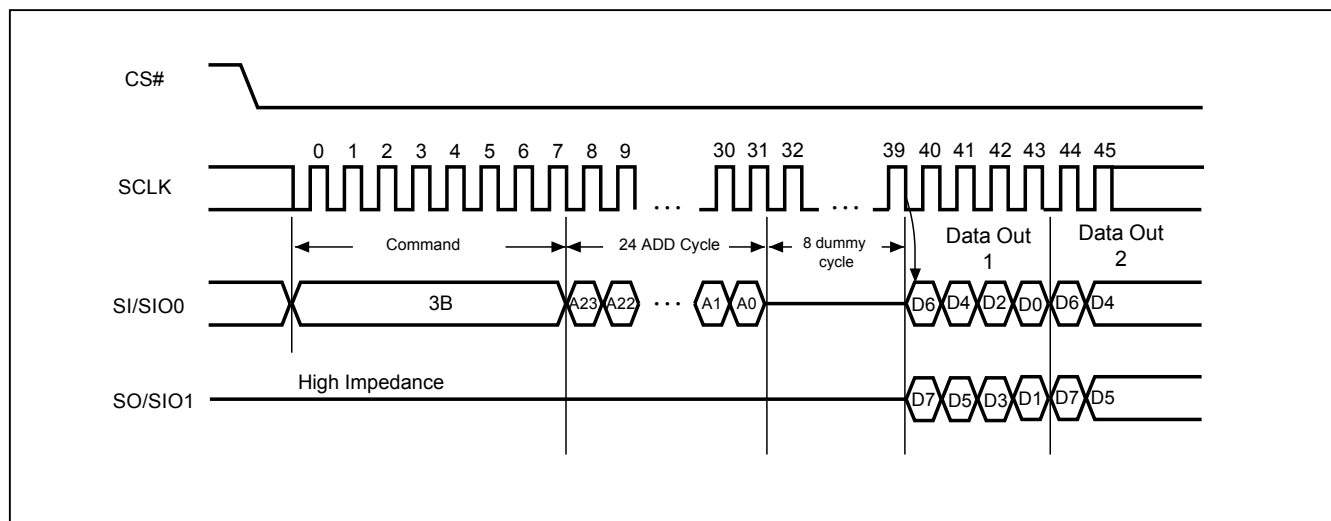 CS#
0 1 2 3 4 5 6 7 8 9 30 31 32 39 40 41 42 43 44 45
SCLK
... ...
Command 24 ADD Cycle 8 dummy Data Out Data Out
cycle 1 2
SI/SIO0 3B A23 A22 ... A1 A0 D6 D4 D2 D0 D6 D4
High Impedance
SO/SIO1 D7 D5 D3 D1 D7 D5